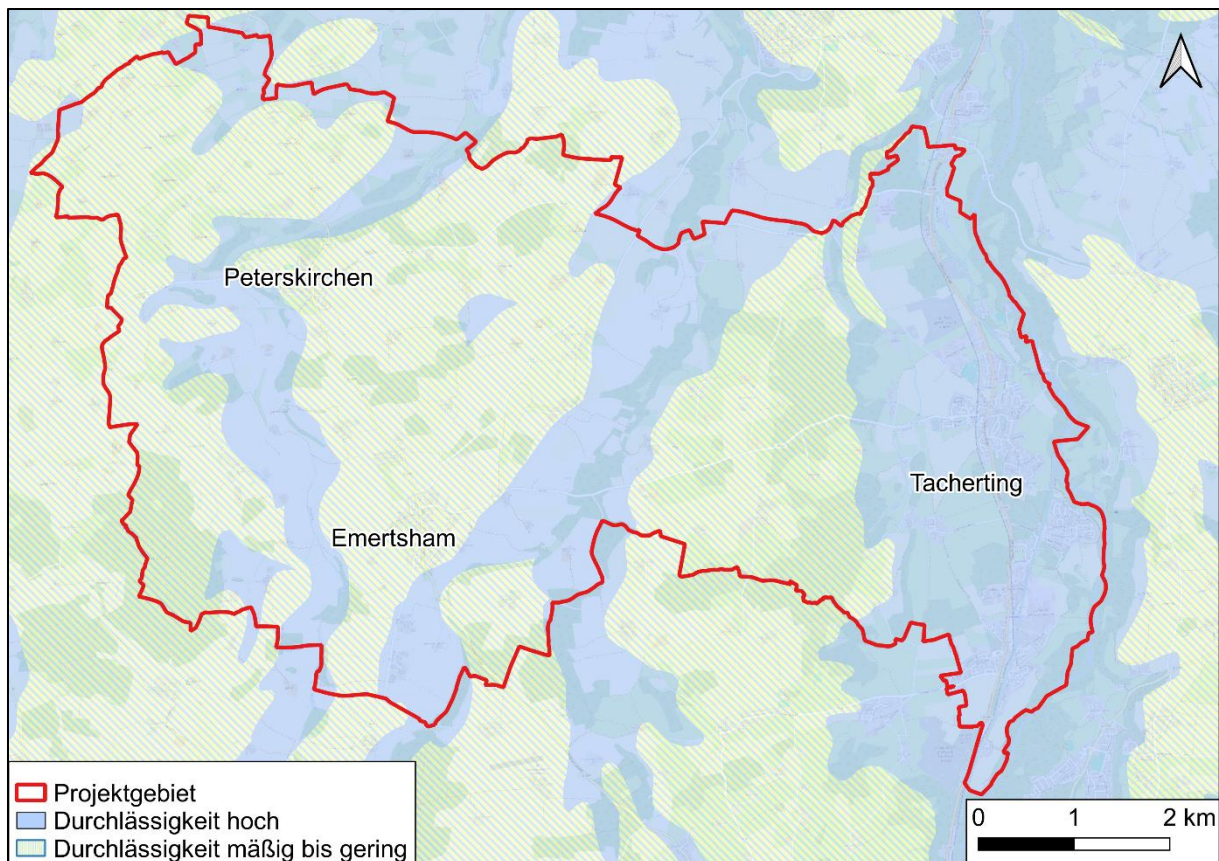 Peterskirchen
Emertsham
Tacherting
Projektgebiet
Durchlässigkeit hoch
Durchlässigkeit mäßig bis gering
0 1 2 km